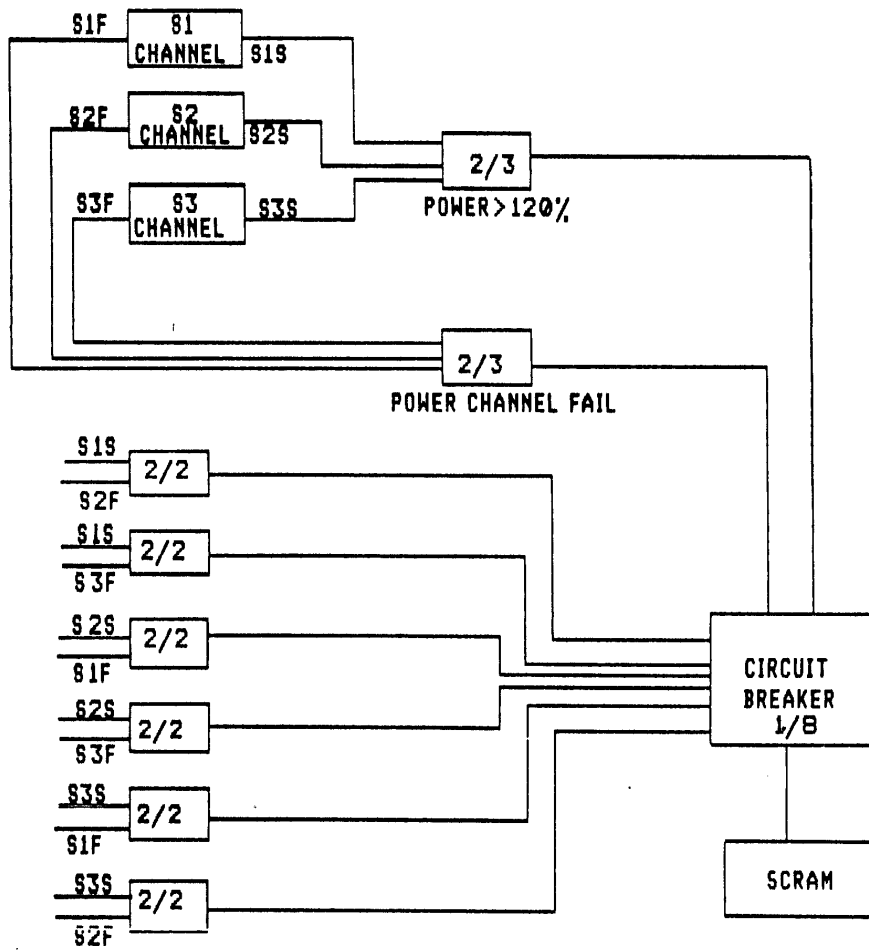 S1F
S1
CHANNEL
S1S
S2F
S2
CHANNEL
S2S
S3F
S3
CHANNEL
S3S
2/3
POWER>120%
2/3
POWER CHANNEL FAIL
S1S
2/2
S2F
S1S
2/2
S3F
S2S
2/2
S1F
S2S
2/2
S3F
S3S
2/2
S1F
S3S
2/2
S2F
CIRCUIT
BREAKER
1/8
SCRAM